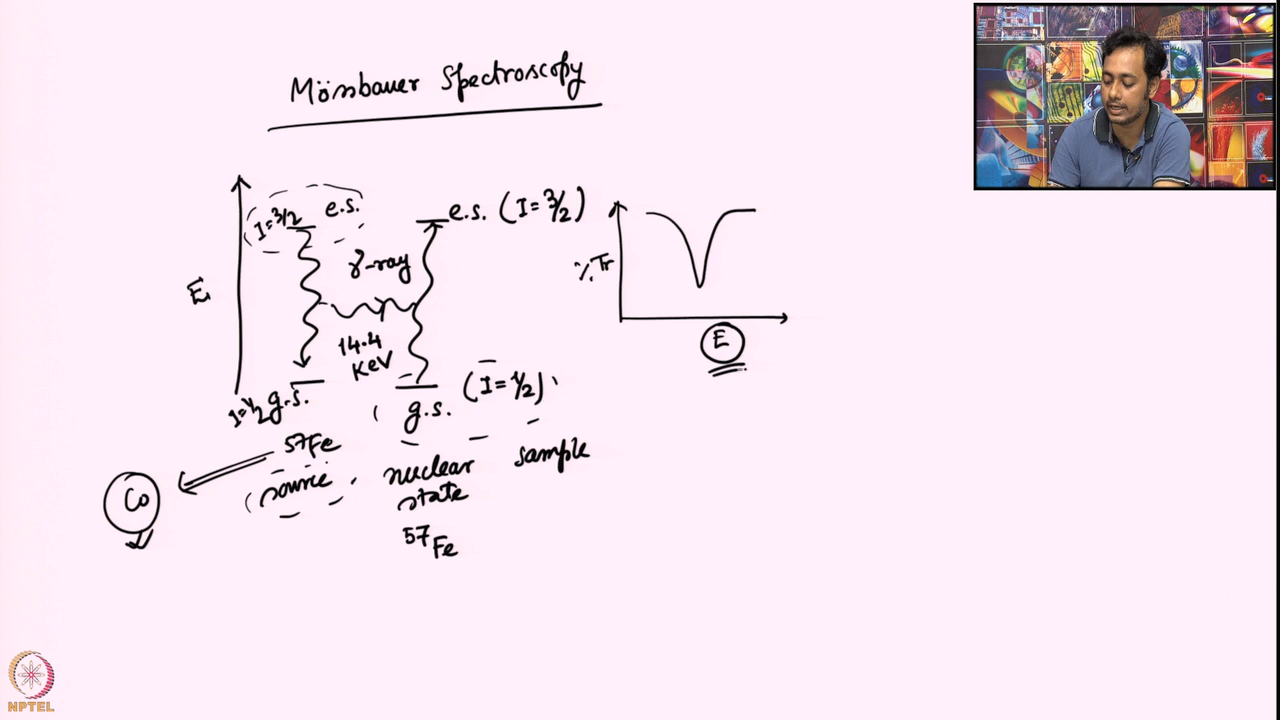 Mössbauer Spectroscopy
E
I=3/2 e.s.
γ-ray
14.4
KeV
I=1/2 g.s.
57Fe
source
Co
e.s. (I=3/2)
g.s. (I=1/2)
nuclear
state
57Fe
sample
%Tr
E
NPTEL